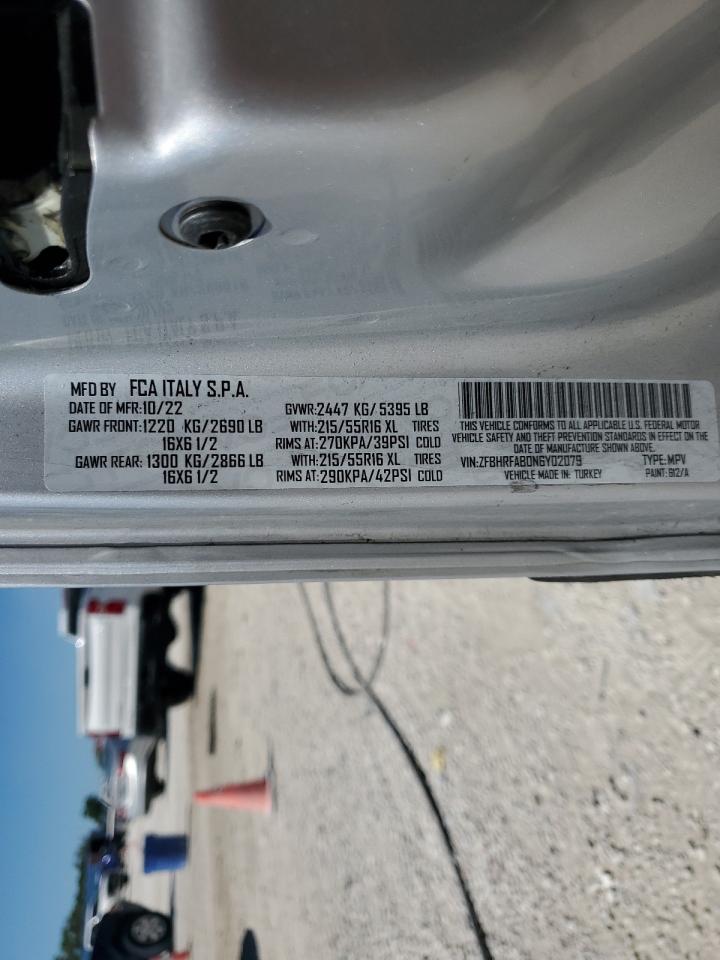 MFD BY FCA ITALY S.P.A.
DATE OF MFR:10/22 GVWR:2447 KG/ 5395 LB
GAWR FRONT:1220 KG/2690 LB WITH:215/55R16 XL TIRES
16X6 1/2 RIMS AT:270KPA/39PSI COLD
GAWR REAR:1300 KG/2866 LB WITH:215/55R16 XL TIRES
16X6 1/2 RIMS AT:290KPA/42PSI COLD
THIS VEHICLE CONFORMS TO ALL APPLICABLE U.S. FEDERAL MOTOR
VEHICLE SAFETY AND THEFT PREVENTION STANDARDS IN EFFECT ON THE
DATE OF MANUFACTURE SHOWN ABOVE.
VIN:ZFBHRFAB0N6Y02079 TYPE:MPV
VEHICLE MADE IN: TURKEY PAINT: 912/A